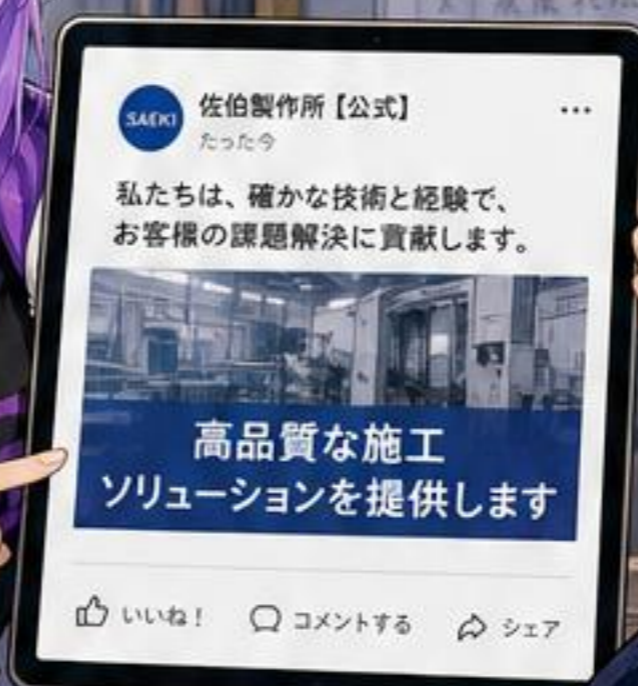 SAEKI
佐伯製作所【公式】
たった今
私たちは、確かな技術と経験で、
お客様の課題解決に貢献します。
高品質な施工
ソリューションを提供します
いいね！
コメントする
シェア